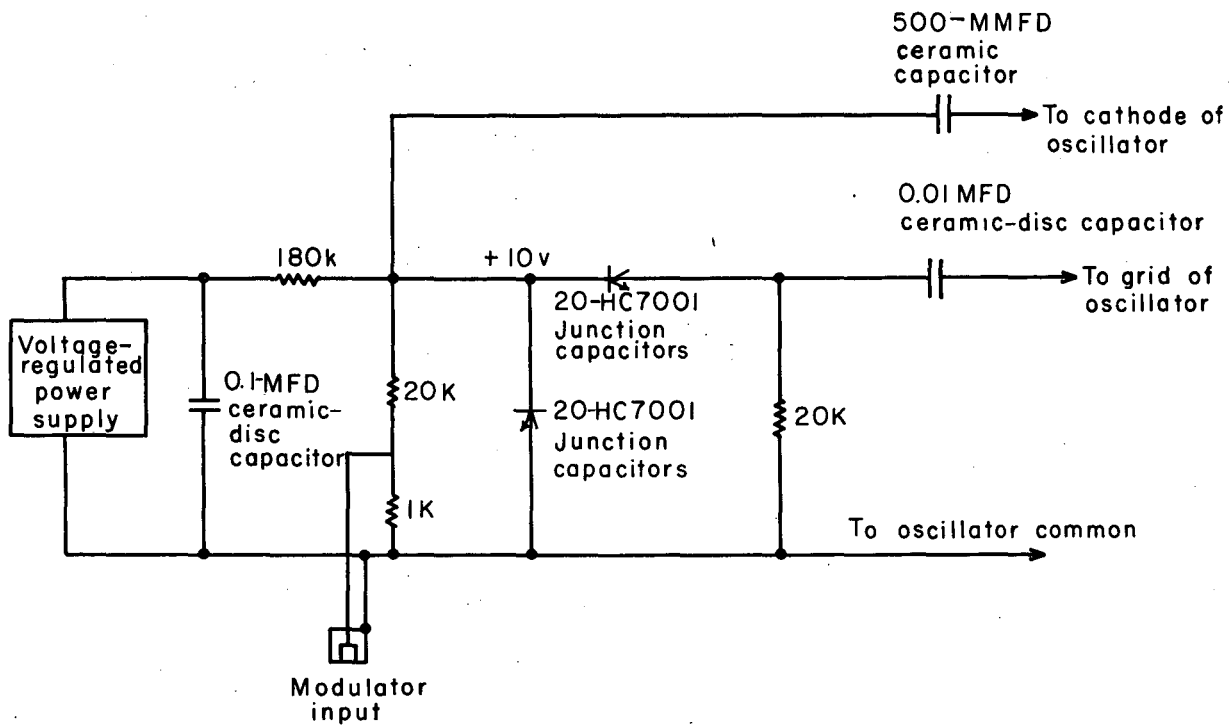 500-MMFD
ceramic
capacitor
To cathode of
oscillator
0.01 MFD
ceramic-disc capacitor
180k
+10v
To grid of
oscillator
20-HC7001
Junction
capacitors
Voltage-
regulated
power
supply
0.1-MFD
ceramic-
disc
capacitor
20K
20-HC7001
Junction
capacitors
20K
1K
To oscillator common
Modulator
input